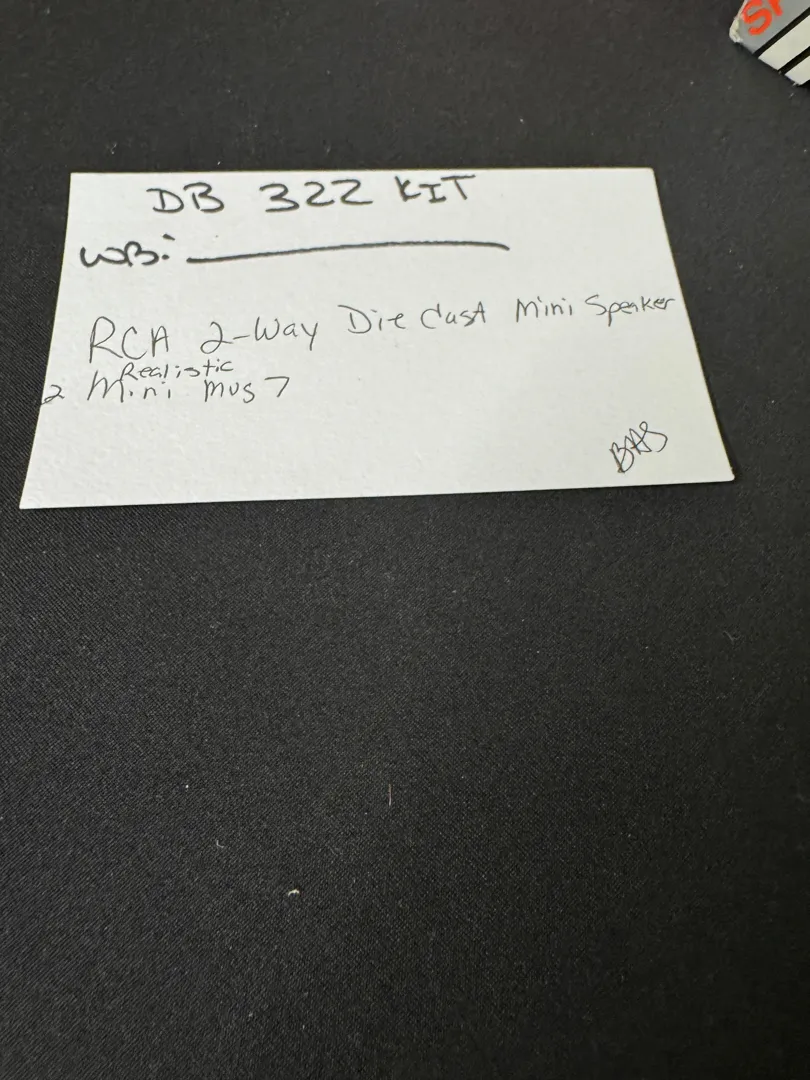 DB 322 KIT
WB:
RCA 2-Way Die Cast Mini Speaker
Realistic
2 Mini mus 7
BAS